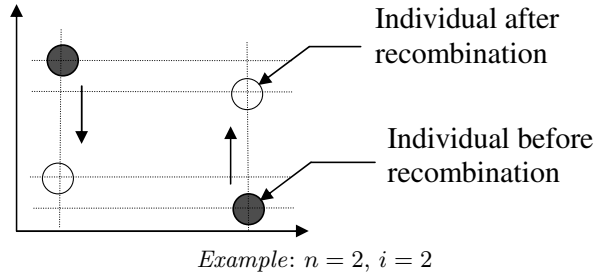 Individual after
recombination
Individual before
recombination
Example: n = 2, i = 2